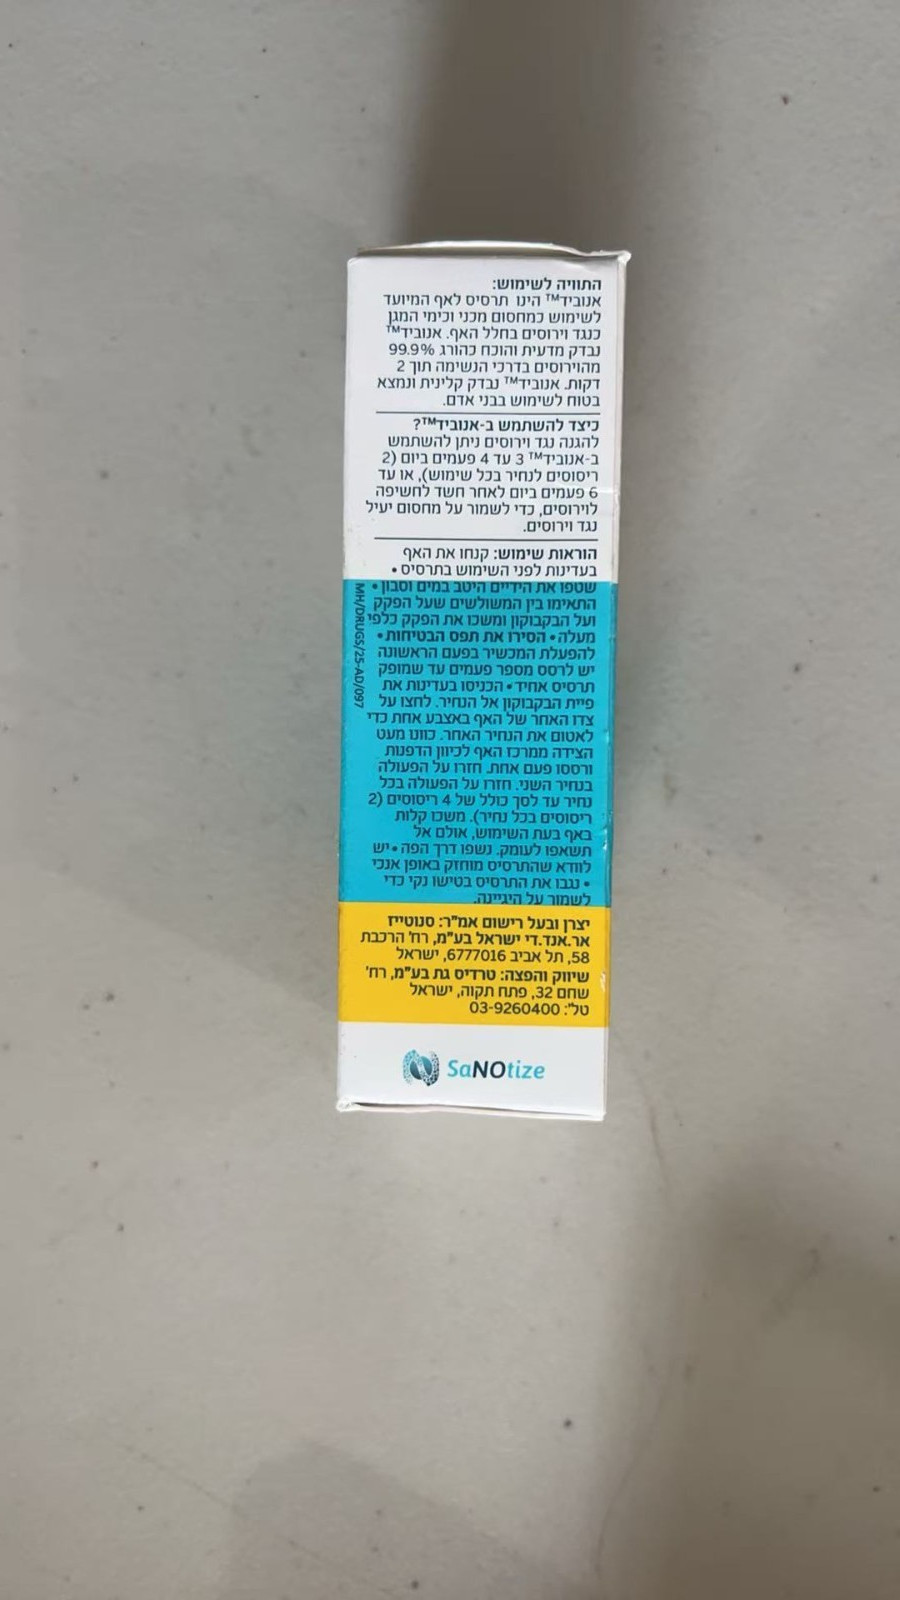 התוויה לשימוש:
אנוביד™ הינו תרסיס לאף המיועד
לשימוש כמחסום מכני וכימי המגן
כנגד וירוסים בחלל האף. אנוביד™
נבדק מדעית והוכח כהורג 99.9%
מהוירוסים בדרכי הנשימה תוך 2
דקות. אנוביד™ נבדק קלינית ונמצא
בטוח לשימוש בבני אדם.
כיצד להשתמש ב-אנוביד™?
להגנה נגד וירוסים ניתן להשתמש
ב-אנוביד™ 3 עד 4 פעמים ביום (2
ריסוסים לנחיר בכל שימוש), או עד
6 פעמים ביום לאחר חשד לחשיפה
לוירוסים, כדי לשמור על מחסום יעיל
נגד וירוסים.
הוראות שימוש: קנחו את האף
בעדינות לפני השימוש בתרסיס •
שטפו את הידיים היטב במים וסבון •
התאימו בין המשולשים שעל הפקק
ועל הבקבוקון ומשכו את הפקק כלפי
מעלה • הסירו את תפס הבטיחות •
להפעלת המכשיר בפעם הראשונה
יש לרסס מספר פעמים עד שמופק
תרסיס אחיד • הכניסו בעדינות את
פיית הבקבוקון אל הנחיר. לחצו על
צדו האחר של האף באצבע אחת כדי
לאטום את הנחיר האחר. כוונו מעט
הצידה ממרכז האף לכיוון הדפנות
ורססו פעם אחת. חזרו על הפעולה
בנחיר השני. חזרו על הפעולה בכל
נחיר עד לסך כולל של 4 ריסוסים (2
ריסוסים בכל נחיר). משכו קלות
באף בעת השימוש, אולם אל
תשאפו לעומק. נשפו דרך הפה • יש
לוודא שהתרסיס מוחזק באופן אנכי
• נגבו את התרסיס בטישו נקי כדי
לשמור על היגיינה.
MH/DRUGS/25-AD/097
יצרן ובעל רישום אמ"ר: סנוטייז
אר.אנד.די ישראל בע"מ, רח' הרכבת
58, תל אביב 6777016, ישראל
שיווק והפצה: טרדיס גת בע"מ, רח'
שחם 32, פתח תקוה, ישראל
טל': 03-9260400
SaNOtize